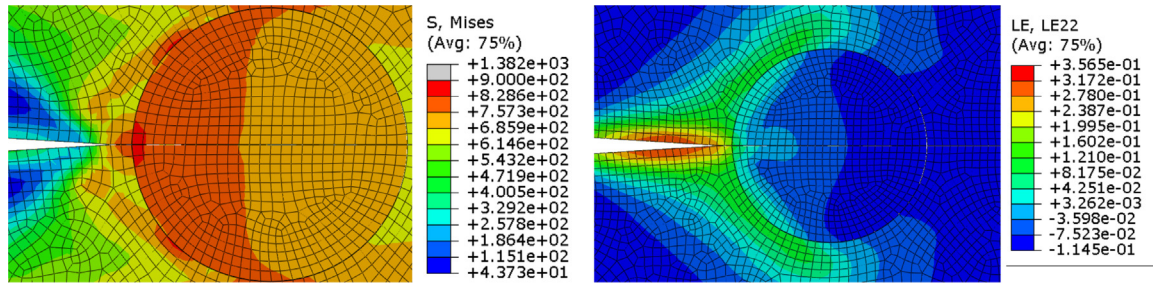 S, Mises
(Avg: 75%)
+1.382e+03
+9.000e+02
+8.286e+02
+7.573e+02
+6.859e+02
+6.146e+02
+5.432e+02
+4.719e+02
+4.005e+02
+3.292e+02
+2.578e+02
+1.864e+02
+1.151e+02
+4.373e+01
LE, LE22
(Avg: 75%)
+3.565e-01
+3.172e-01
+2.780e-01
+2.387e-01
+1.995e-01
+1.602e-01
+1.210e-01
+8.175e-02
+4.251e-02
+3.262e-03
-3.598e-02
-7.523e-02
-1.145e-01